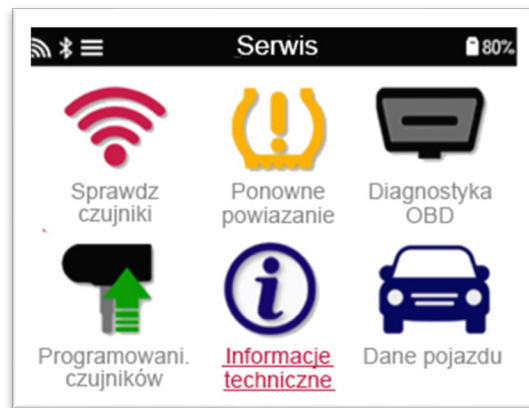 Serwis
80%
Sprawdz
czujniki
Ponowne
powiazanie
Diagnostyka
OBD
Programowani.
czujników
Informacje
techniczne
Dane pojazdu